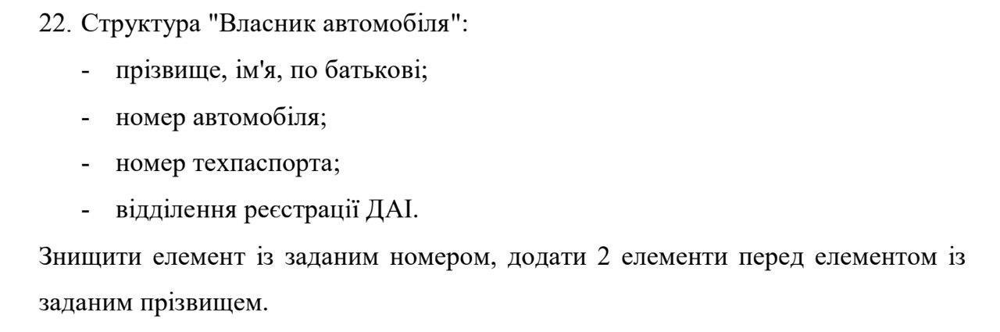 22. Структура "Власник автомобіля":
- прізвище, ім'я, по батькові;
- номер автомобіля;
- номер техпаспорта;
- відділення реєстрації ДАІ.
Знищити елемент із заданим номером, додати 2 елементи перед елементом із
заданим прізвищем.